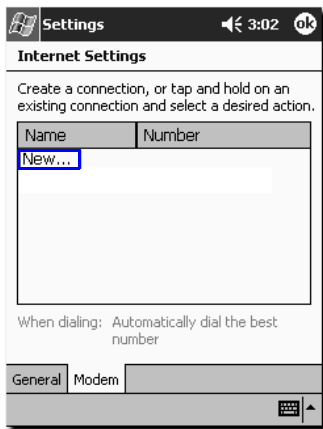 Settings 3:02 ok
Internet Settings
Create a connection, or tap and hold on an
existing connection and select a desired action.
Name Number
New...
When dialing: Automatically dial the best
number
General Modem